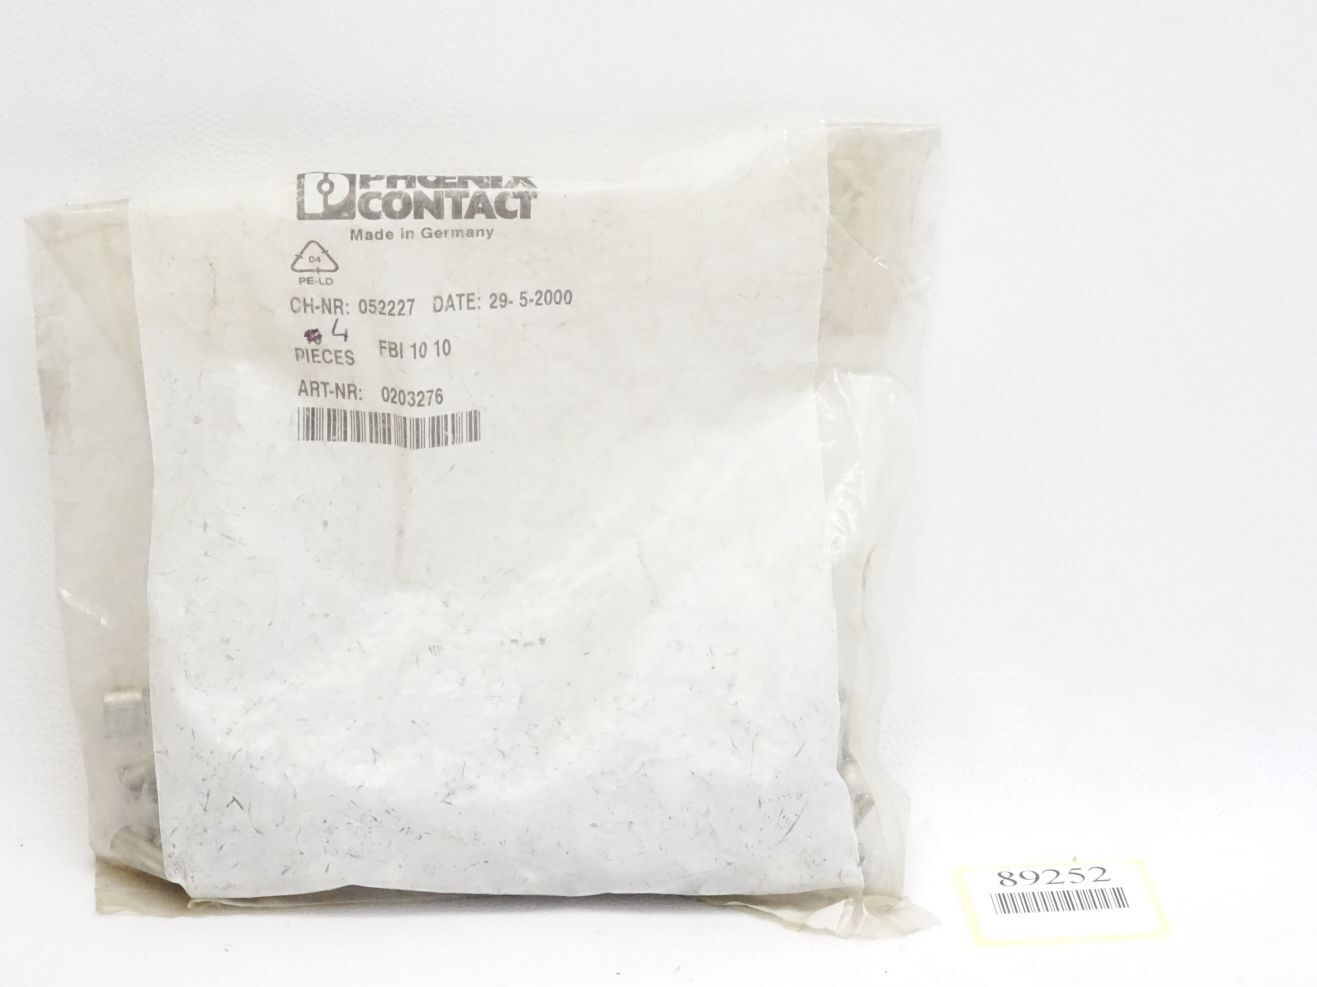 PHOENIX
CONTACT
Made in Germany
04
PE-LD
CH-NR: 052227 DATE: 29- 5-2000
4
PIECES FBI 10 10
ART-NR: 0203276
89252